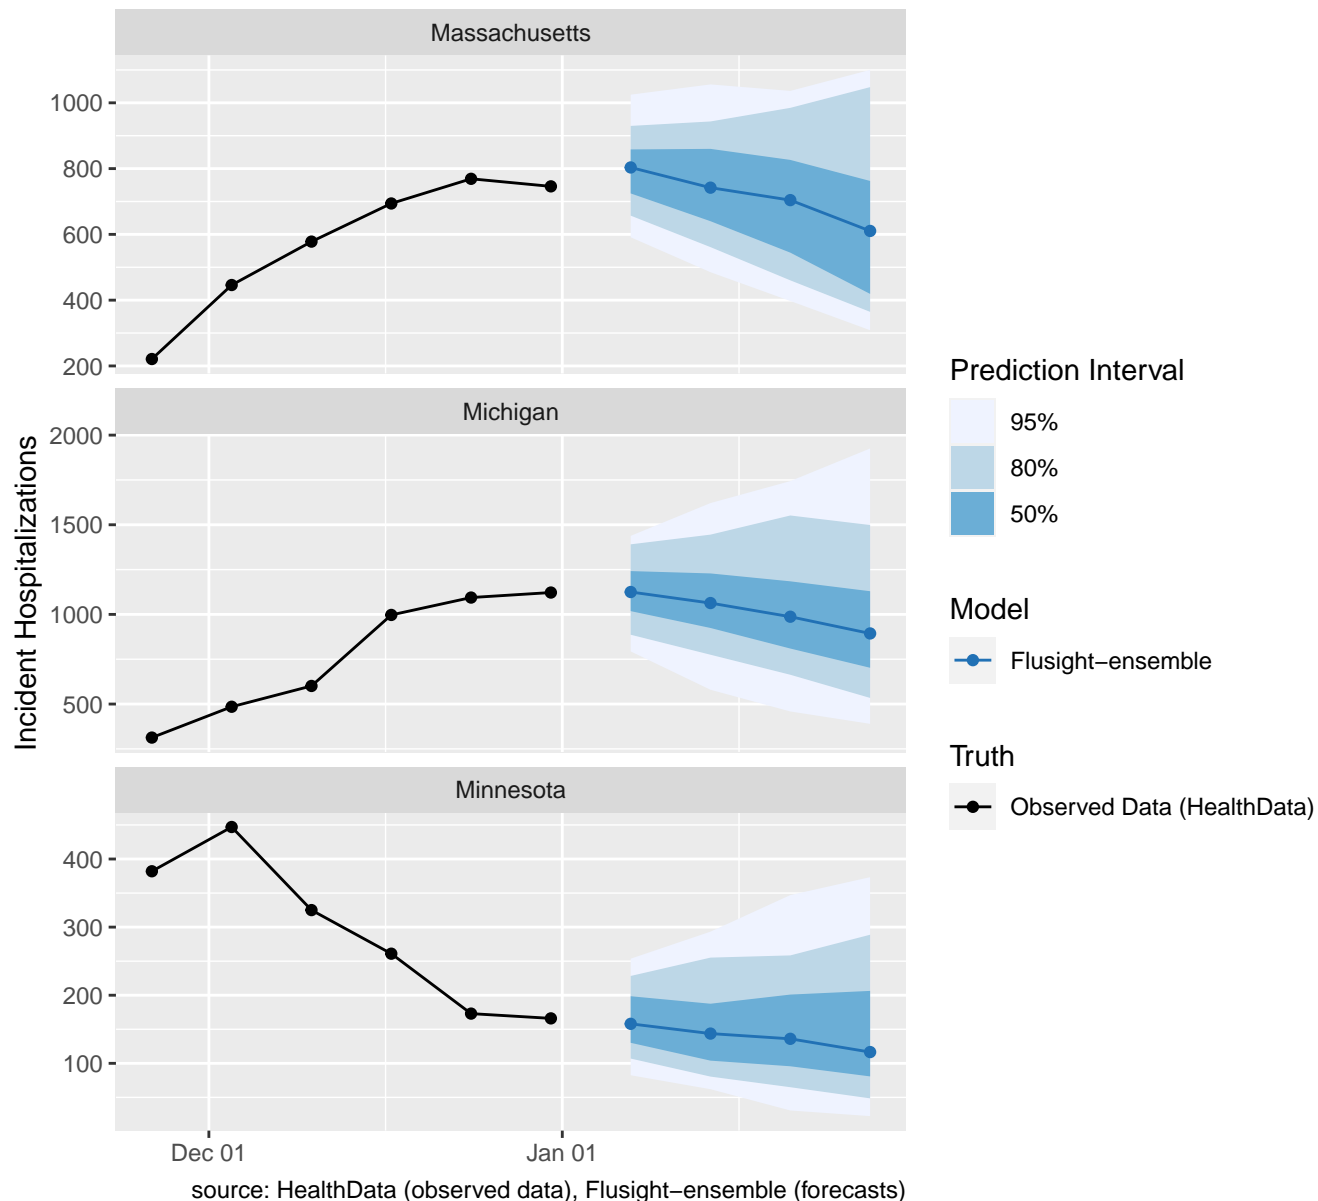 Massachusetts
1000
800
600
400
200
Michigan
2000
1500
1000
500
Minnesota
400
300
200
100
Dec 01
Jan 01
Incident Hospitalizations
source: HealthData (observed data), Flusight−ensemble (forecasts)
Prediction Interval
95%
80%
50%
Model
Flusight−ensemble
Truth
Observed Data (HealthData)